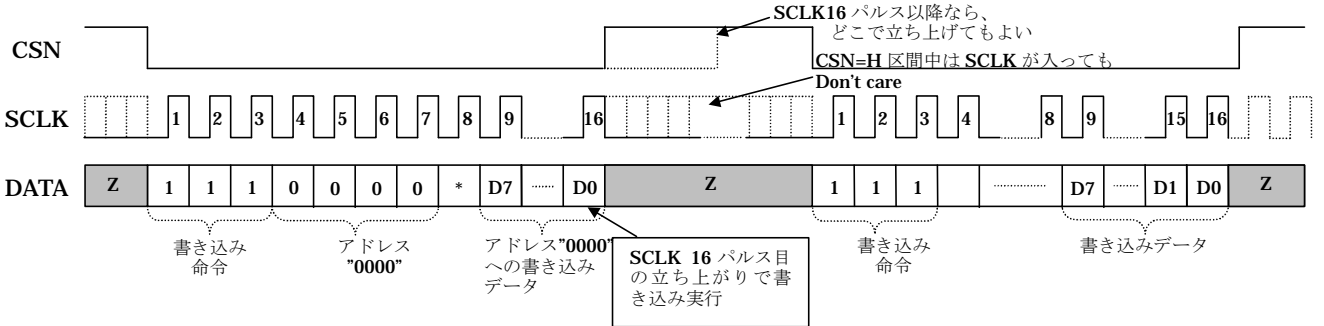 SCLK16 パルス以降なら、
どこで立ち上げてもよい
CSN
CSN=H 区間中は SCLK が入っても
Don't care
SCLK 1 2 3 4 5 6 7 8 9 16 1 2 3 4 8 9 15 16
DATA Z 1 1 1 0 0 0 0 * D7 ...... D0 Z 1 1 1 .............. D7 ...... D1 D0 Z
書き込み
命令
アドレス
"0000"
アドレス"0000"
への書き込み
データ
SCLK 16 パルス目
の立ち上がりで書
き込み実行
書き込み
命令
書き込みデータ